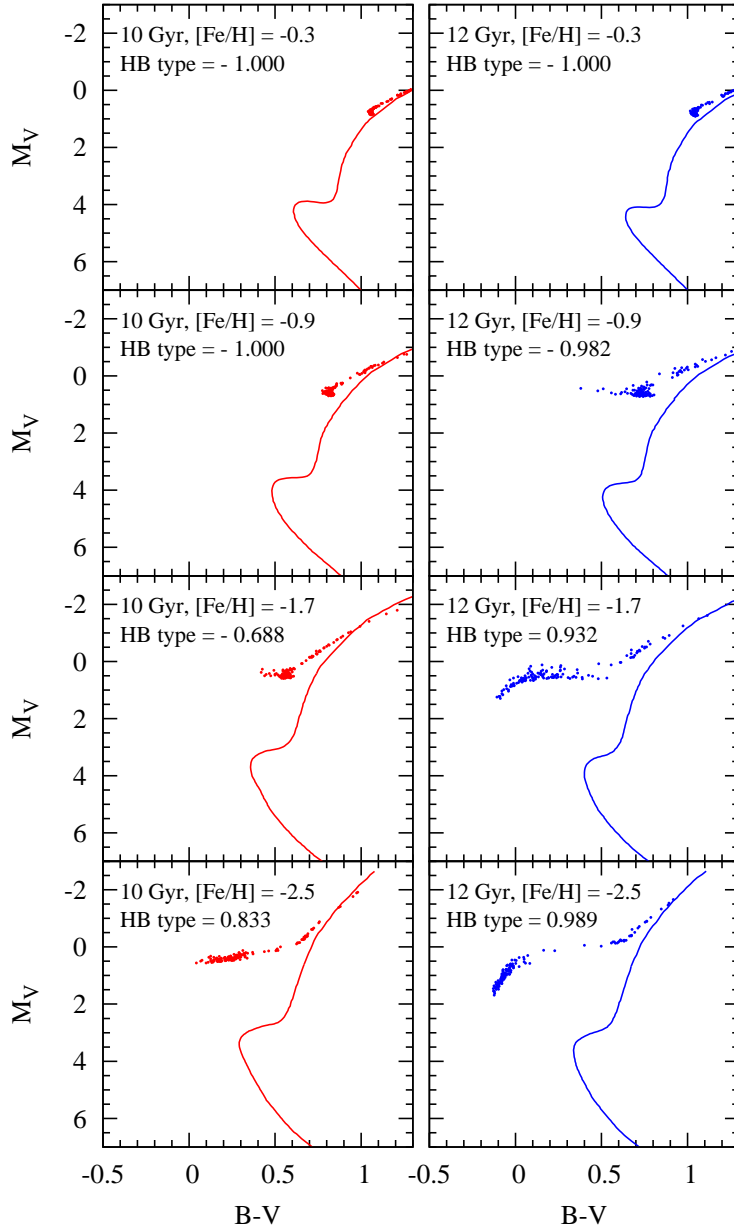 10 Gyr, [Fe/H] = -0.3
HB type = - 1.000
12 Gyr, [Fe/H] = -0.3
HB type = - 1.000
-2
0
2
4
6
M_V
10 Gyr, [Fe/H] = -0.9
HB type = - 1.000
12 Gyr, [Fe/H] = -0.9
HB type = - 0.982
-2
0
2
4
6
M_V
10 Gyr, [Fe/H] = -1.7
HB type = - 0.688
12 Gyr, [Fe/H] = -1.7
HB type = 0.932
-2
0
2
4
6
M_V
10 Gyr, [Fe/H] = -2.5
HB type = 0.833
12 Gyr, [Fe/H] = -2.5
HB type = 0.989
-2
0
2
4
6
M_V
-0.5 0 0.5 1 -0.5 0 0.5 1
B-V B-V